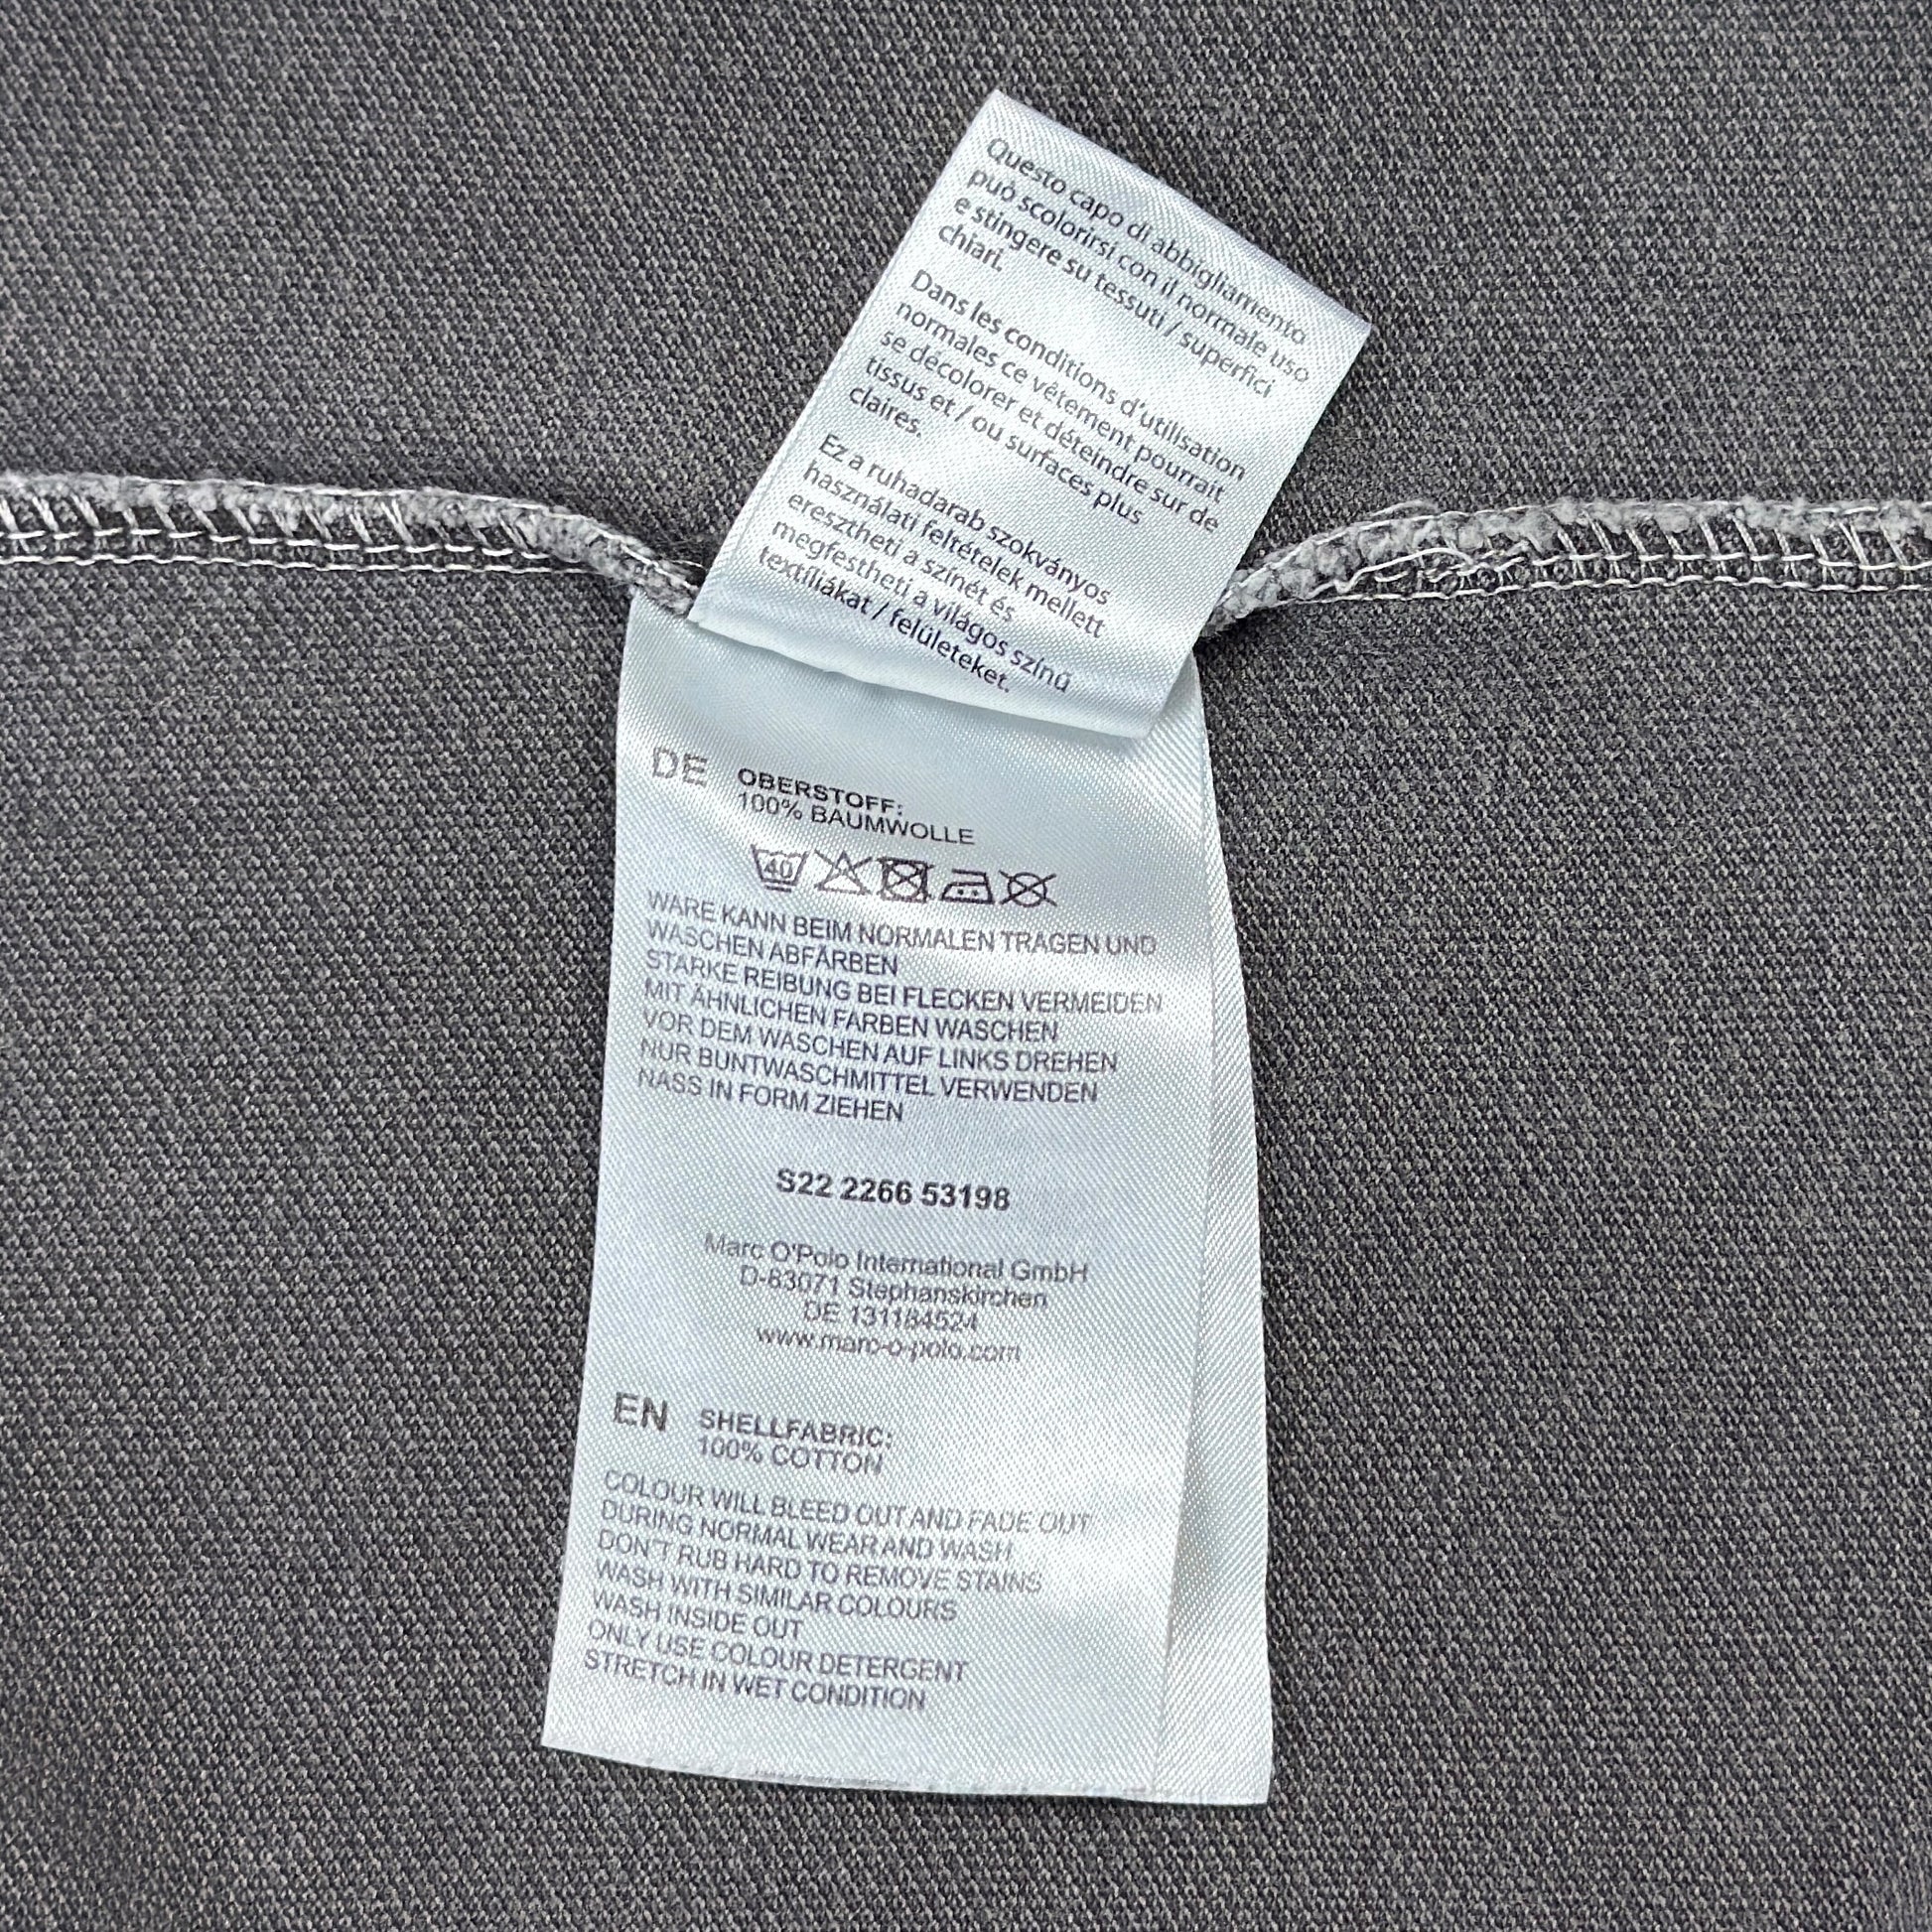 Questo capo di abbigliamento
può scolorirsi con il normale uso
e stingere su tessuti / superfici
chiari.
Dans les conditions d'utilisation
normales ce vêtement pourrait
se décolorer et déteindre sur de
tissus et / ou surfaces plus
claires.
Ez a ruhadarab szokványos
használati feltételek mellett
eresztheti a színét és
megfestheti a világos színű
textíliákat / felületeket.
DE OBERSTOFF:
100% BAUMWOLLE
40
WARE KANN BEIM NORMALEN TRAGEN UND
WASCHEN ABFÄRBEN
STARKE REIBUNG BEI FLECKEN VERMEIDEN
MIT ÄHNLICHEN FARBEN WASCHEN
VOR DEM WASCHEN AUF LINKS DREHEN
NUR BUNTWASCHMITTEL VERWENDEN
NASS IN FORM ZIEHEN
S22 2266 53198
Marc O'Polo International GmbH
D-83071 Stephanskirchen
DE 131184524
www.marc-o-polo.com
EN SHELLFABRIC:
100% COTTON
COLOUR WILL BLEED OUT AND FADE OUT
DURING NORMAL WEAR AND WASH
DON'T RUB HARD TO REMOVE STAINS
WASH WITH SIMILAR COLOURS
WASH INSIDE OUT
ONLY USE COLOUR DETERGENT
STRETCH IN WET CONDITION